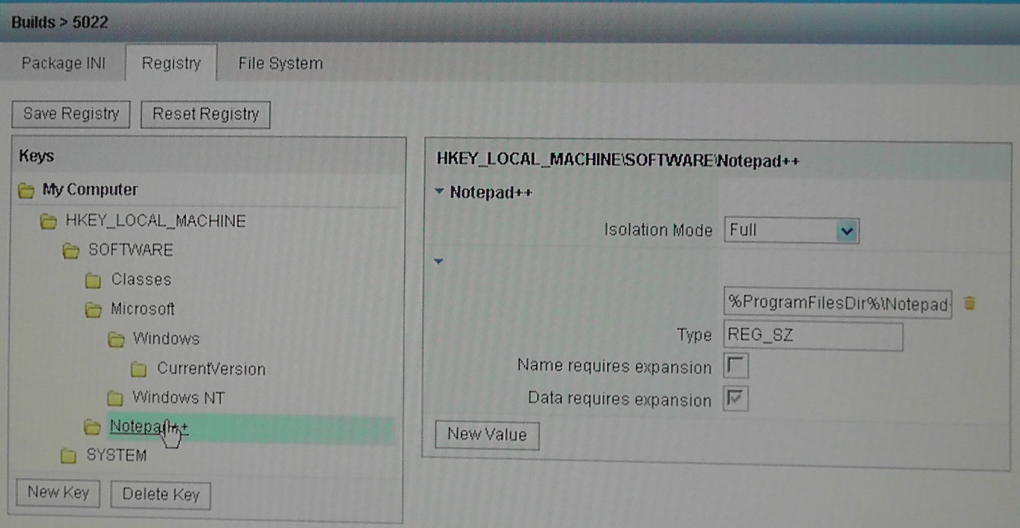 Builds > 5022
Package INI Registry File System
Save Registry Reset Registry
Keys
My Computer
HKEY_LOCAL_MACHINE
SOFTWARE
Classes
Microsoft
Windows
CurrentVersion
Windows NT
Notepad++
SYSTEM
New Key Delete Key
HKEY_LOCAL_MACHINE\SOFTWARE\Notepad++
Notepad++
Isolation Mode Full
%ProgramFilesDir%\Notepad
Type REG_SZ
Name requires expansion
Data requires expansion
New Value